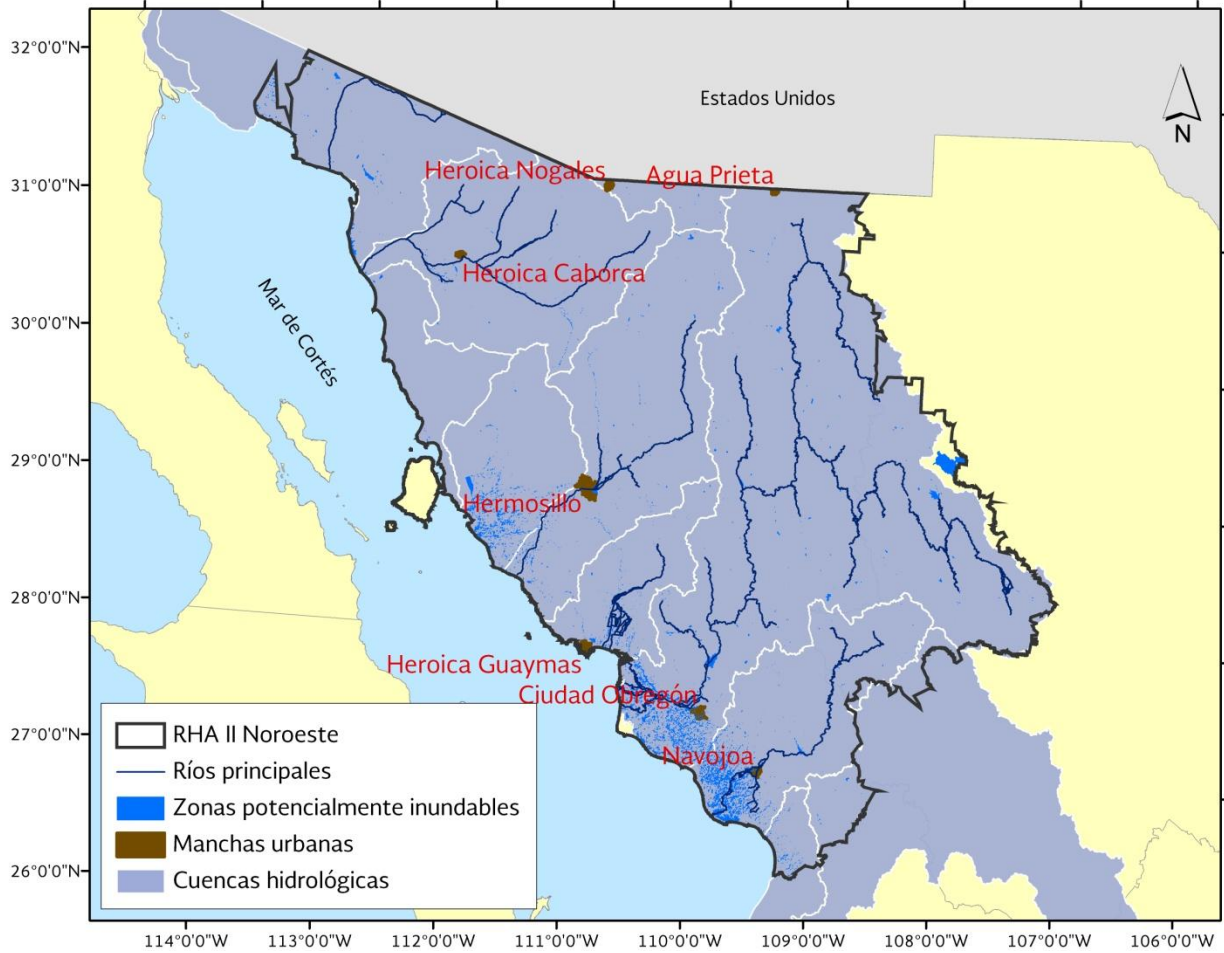 32°0'0"N
Estados Unidos
N
31°0'0"N
Heroica Nogales
Agua Prieta
Heroica Caborca
30°0'0"N
Mar de Cortés
29°0'0"N
Hermosillo
28°0'0"N
Heroica Guaymas
Ciudad Obregón
27°0'0"N
Navojoa
26°0'0"N
RHA II Noroeste
Ríos principales
Zonas potencialmente inundables
Manchas urbanas
Cuencas hidrológicas
114°0'0"W 113°0'0"W 112°0'0"W 111°0'0"W 110°0'0"W 109°0'0"W 108°0'0"W 107°0'0"W 106°0'0"W